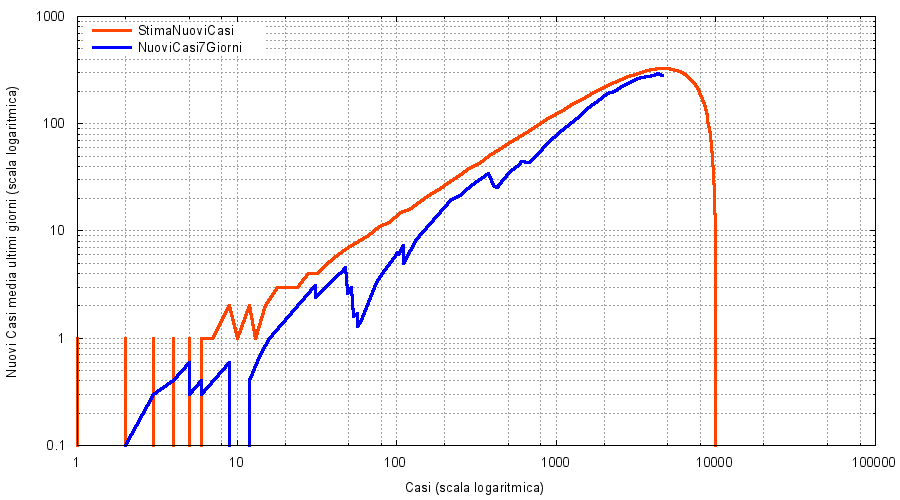 1000
StimaNuoviCasi
NuoviCasi7Giorni
100
10
1
0.1
Nuovi Casi media ultimi giorni (scala logaritmica)
1 10 100 1000 10000 100000
Casi (scala logaritmica)